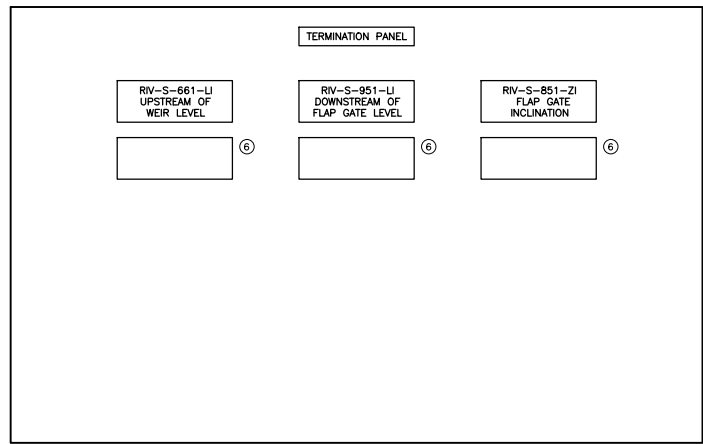 TERMINATION PANEL
RIV-S-661-LI
UPSTREAM OF
WEIR LEVEL
RIV-S-951-LI
DOWNSTREAM OF
FLAP GATE LEVEL
RIV-S-851-ZI
FLAP GATE
INCLINATION
6
6
6